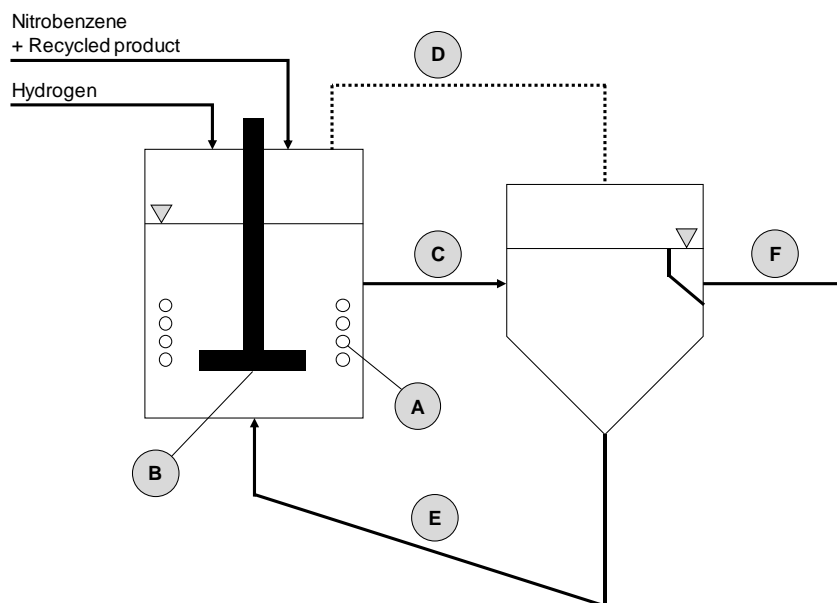 Nitrobenzene
+ Recycled product
Hydrogen
D
C
F
A
B
E